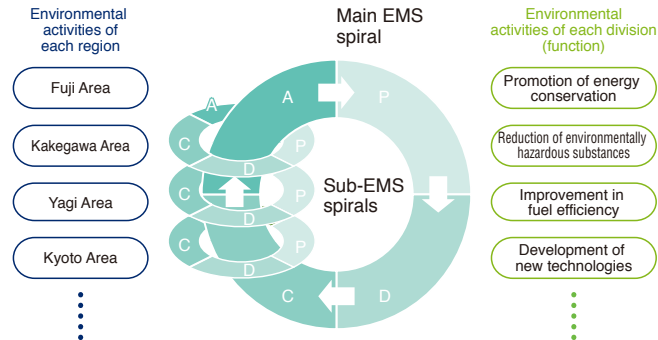 Environmental
activities of
each region
Fuji Area
Kakegawa Area
Yagi Area
Kyoto Area
Main EMS
spiral
A
P
A
C
P
D
C
P
D
C
P
D
Sub-EMS
spirals
C
D
Environmental
activities of each division
(function)
Promotion of energy
conservation
Reduction of environmentally
hazardous substances
Improvement in
fuel efficiency
Development of
new technologies